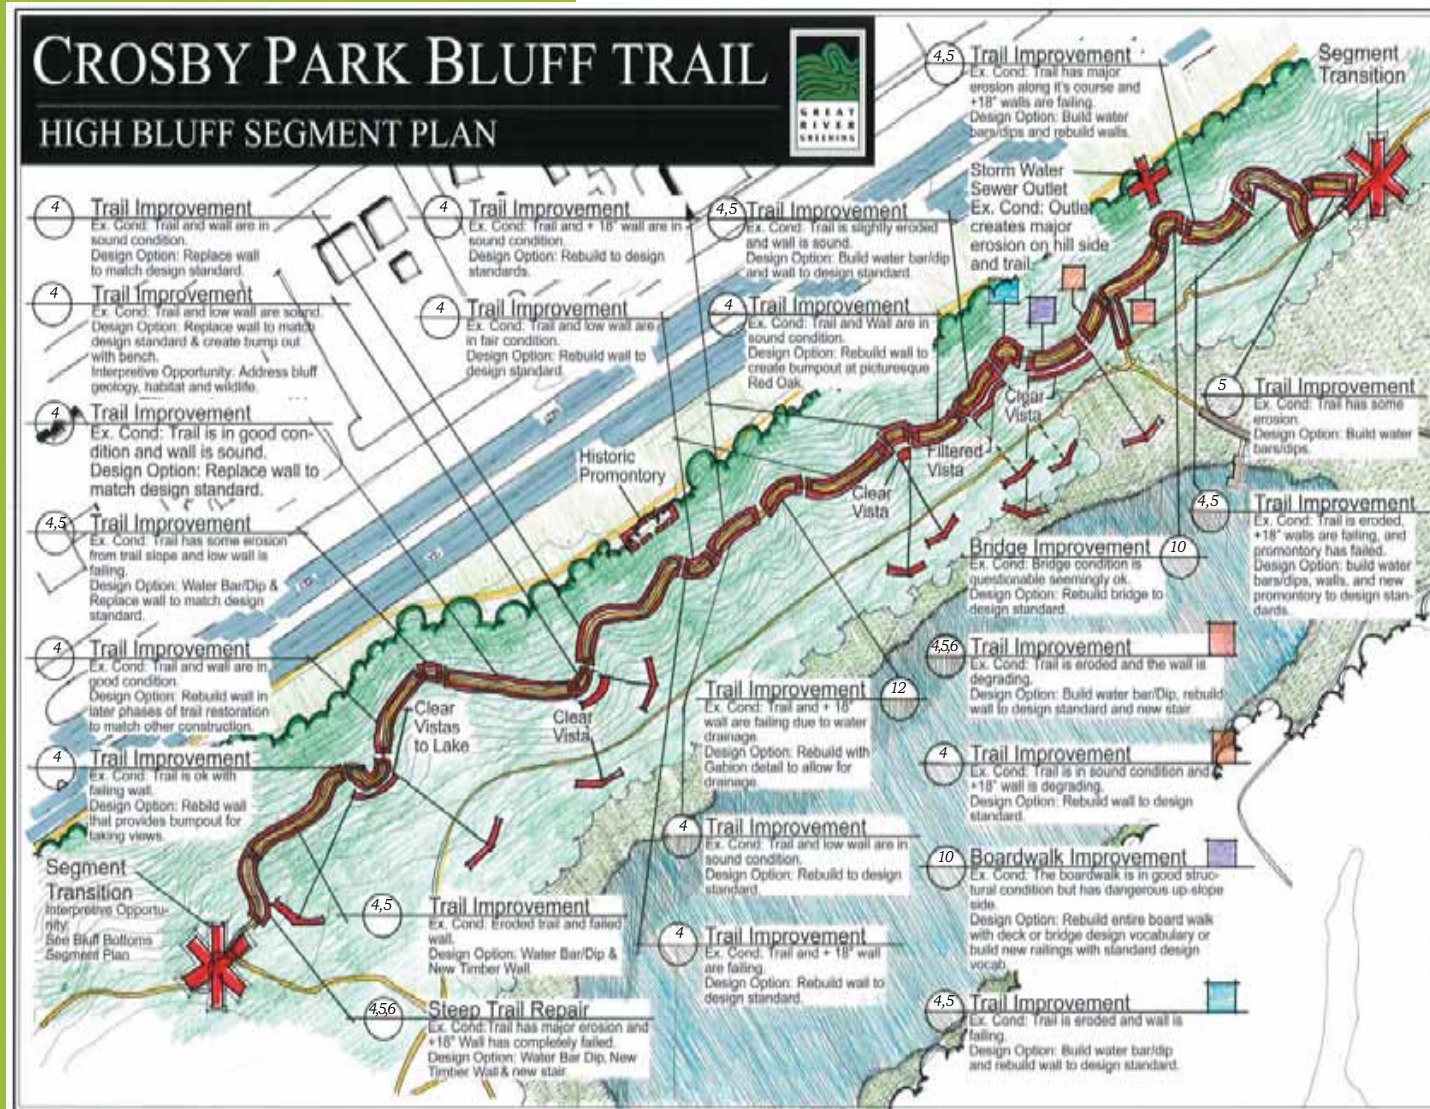 CROSBY PARK BLUFF TRAIL
HIGH BLUFF SEGMENT PLAN
GREAT
RIVER
GREENING
4
Trail Improvement
Ex. Cond: Trail and wall are in
sound condition.
Design Option: Replace wall
to match design standard.
4
Trail Improvement
Ex. Cond: Trail and low wall are sound.
Design Option: Replace wall to match
design standard & create bump out
with bench.
Interpretive Opportunity: Address bluff
geology, habitat and wildlife.
4
Trail Improvement
Ex. Cond: Trail is in good con-
dition and wall is sound.
Design Option: Replace wall to
match design standard.
4,5
Trail Improvement
Ex. Cond: Trail has some erosion
from trail slope and low wall is
failing.
Design Option: Water Bar/Dip &
Replace wall to match design
standard.
4
Trail Improvement
Ex. Cond: Trail and wall are in
good condition.
Design Option: Rebuild wall in
later phases of trail restoration
to match other construction.
4
Trail Improvement
Ex. Cond: Trail is ok with
failing wall.
Design Option: Rebild wall
that provides bumpout for
taking views.
Segment
Transition
Interpretive Opportu-
nity:
See Bluff Bottoms
Segment Plan
4
Trail Improvement
Ex. Cond: Trail and + 18" wall are in
sound condition.
Design Option: Rebuild to design
standards.
4
Trail Improvement
Ex. Cond: Trail and low wall are
in fair condition.
Design Option: Rebuild wall to
design standard.
4,5
Trail Improvement
Ex. Cond: Trail is slightly eroded
and wall is sound.
Design Option: Build water bar/dip
and wall to design standard.
4
Trail Improvement
Ex. Cond: Trail and Wall are in
sound condition.
Design Option: Rebuild wall to
create bumpout at picturesque
Red Oak.
4,5
Trail Improvement
Ex. Cond: Trail has major
erosion along it's course and
+18" walls are failing.
Design Option: Build water
bars/dips and rebuild walls.
Storm Water
Sewer Outlet
Ex. Cond: Outlet
creates major
erosion on hill side
and trail.
Segment
Transition
Historic
Promontory
Clear
Vista
Filtered
Vista
Clear
Vista
Clear
Vista
Clear
Vistas
to Lake
5
Trail Improvement
Ex. Cond: Trail has some
erosion.
Design Option: Build water
bars/dips.
4,5
Trail Improvement
Ex. Cond: Trail is eroded,
+18" walls are failing, and
promontory has failed.
Design Option: build water
bars/dips, walls, and new
promontory to design stan-
dards.
Bridge Improvement
10
Ex. Cond: Bridge condition is
questionable seemingly ok.
Design Option: Rebuild bridge to
design standard.
4,5,6
Trail Improvement
Ex. Cond: Trail is eroded and the wall is
degrading.
Design Option: Build water bar/Dip, rebuild
wall to design standard and new stair.
4
Trail Improvement
Ex. Cond: Trail is in sound condition and
+18" wall is degrading.
Design Option: Rebuild wall to design
standard.
10
Boardwalk Improvement
Ex. Cond: The boardwalk is in good struc-
tural condition but has dangerous up-slope
side.
Design Option: Rebuild entire board walk
with deck or bridge design vocabulary or
build new railings with standard design
vocab.
4,5
Trail Improvement
Ex. Cond: Trail is eroded and wall is
failing.
Design Option: Build water bar/dip
and rebuild wall to design standard.
Trail Improvement
12
Ex. Cond: Trail and + 18"
wall are failing due to water
drainage.
Design Option: Rebuild with
Gabion detail to allow for
drainage.
4
Trail Improvement
Ex. Cond: Trail and low wall are in
sound condition.
Design Option: Rebuild to design
standard.
4
Trail Improvement
Ex. Cond: Trail and + 18" wall
are failing.
Design Option: Rebuild wall to
design standard.
4,5
Trail Improvement
Ex. Cond: Eroded trail and failed
wall.
Design Option: Water Bar/Dip &
New Timber Wall.
4,5,6
Steep Trail Repair
Ex. Cond:Trail has major erosion and
+18" Wall has completely failed.
Design Option: Water Bar Dip, New
Timber Wall & new stair.